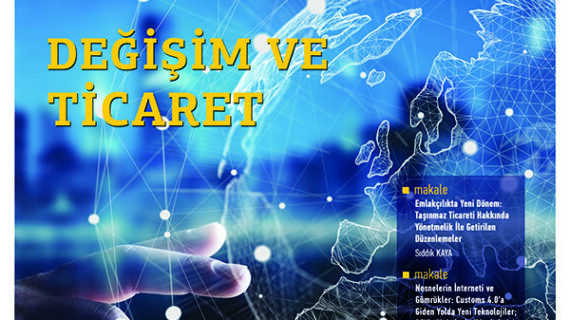 DEĞİŞİM VE
TİCARET
makale
Emlakçılıkta Yeni Dönem:
Taşınmaz Ticareti Hakkında
Yönetmelik İle Getirilen
Düzenlemeler
Sıddık KAYA
makale
Nesnelerin İnterneti ve
Gümrükler: Customs 4.0'a
Giden Yolda Yeni Teknolojiler;